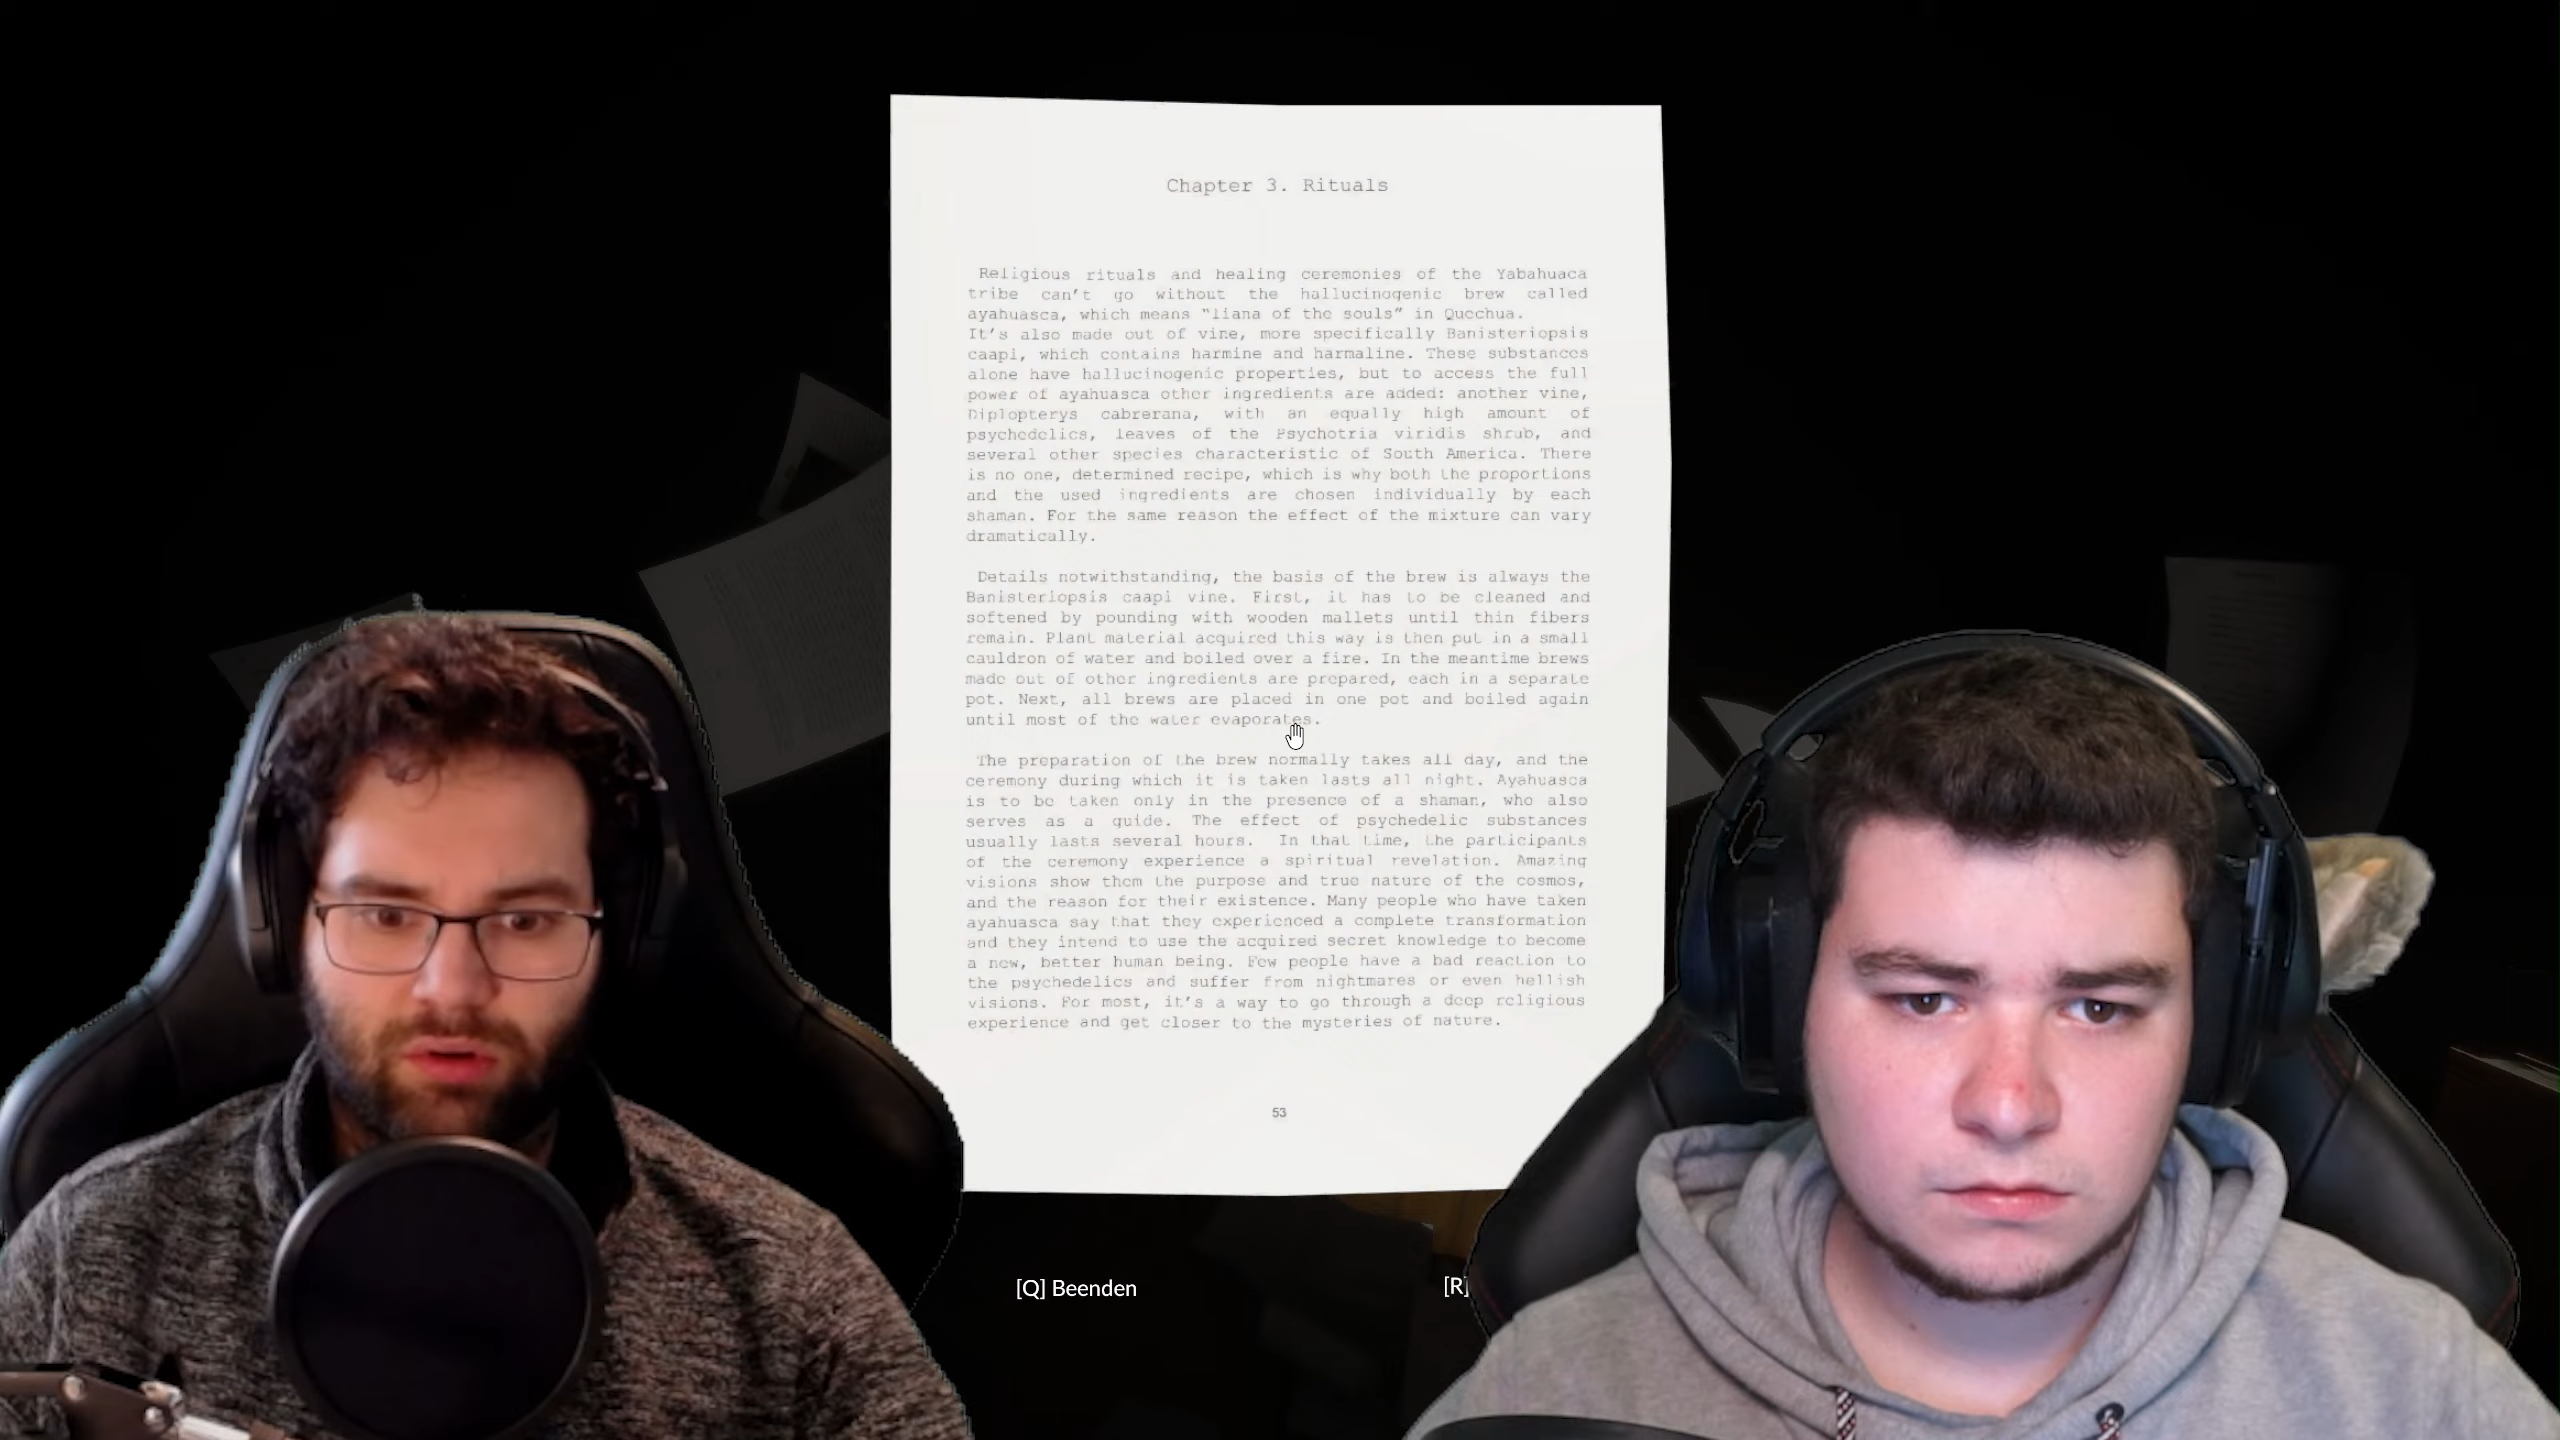 Chapter 3. Rituals
Religious rituals and healing ceremonies of the Yabahuaca
tribe can't go without the hallucinogenic brew called
ayahuasca, which means "liana of the souls" in Quechua.
It's also made out of vine, more specifically Banisteriopsis
caapi, which contains harmine and harmaline. These substances
alone have hallucinogenic properties, but to access the full
power of ayahuasca other ingredients are added: another vine,
Diplopterys cabrerana, with an equally high amount of
psychedelics, leaves of the Psychotria viridis shrub, and
several other species characteristic of South America. There
is no one, determined recipe, which is why both the proportions
and the used ingredients are chosen individually by each
shaman. For the same reason the effect of the mixture can vary
dramatically.
Details notwithstanding, the basis of the brew is always the
Banisteriopsis caapi vine. First, it has to be cleaned and
softened by pounding with wooden mallets until thin fibers
remain. Plant material acquired this way is then put in a small
cauldron of water and boiled over a fire. In the meantime brews
made out of other ingredients are prepared, each in a separate
pot. Next, all brews are placed in one pot and boiled again
until most of the water evaporates.
The preparation of the brew normally takes all day, and the
ceremony during which it is taken lasts all night. Ayahuasca
is to be taken only in the presence of a shaman, who also
serves as a guide. The effect of psychedelic substances
usually lasts several hours. In that time, the participants
of the ceremony experience a spiritual revelation. Amazing
visions show them the purpose and true nature of the cosmos,
and the reason for their existence. Many people who have taken
ayahuasca say that they experienced a complete transformation
and they intend to use the acquired secret knowledge to become
a new, better human being. Few people have a bad reaction to
the psychedelics and suffer from nightmares or even hellish
visions. For most, it's a way to go through a deep religious
experience and get closer to the mysteries of nature.
53
[Q] Beenden
[R]